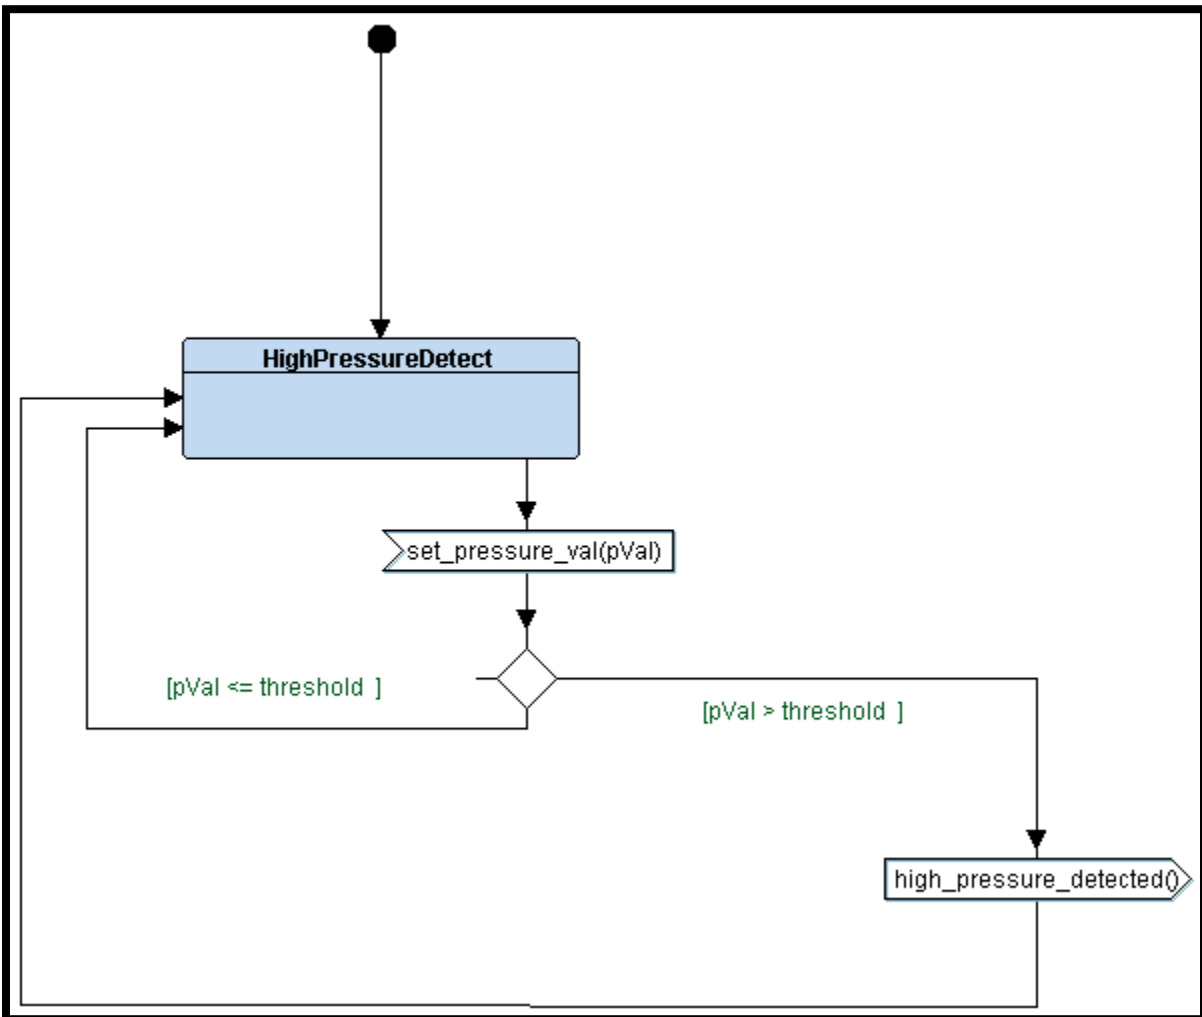 HighPressureDetect
set_pressure_val(pVal)
[pVal <= threshold  ]
[pVal > threshold  ]
high_pressure_detected()